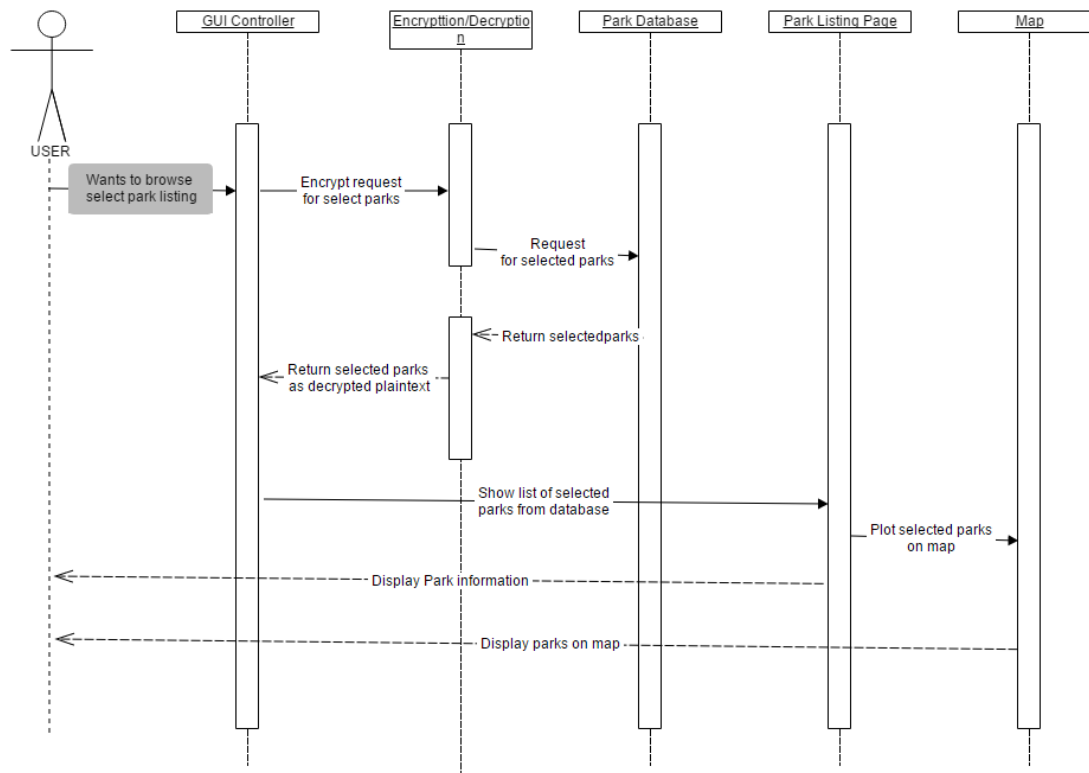 GUI Controller
Encrypttion/Decryptio
n
Park Database
Park Listing Page
Map
USER
Wants to browse
select park listing
Encrypt request
for select parks
Request
for selected parks
Return selectedparks
Return selected parks
as decrypted plaintext
Show list of selected
parks from database
Plot selected parks
on map
Display Park information
Display parks on map